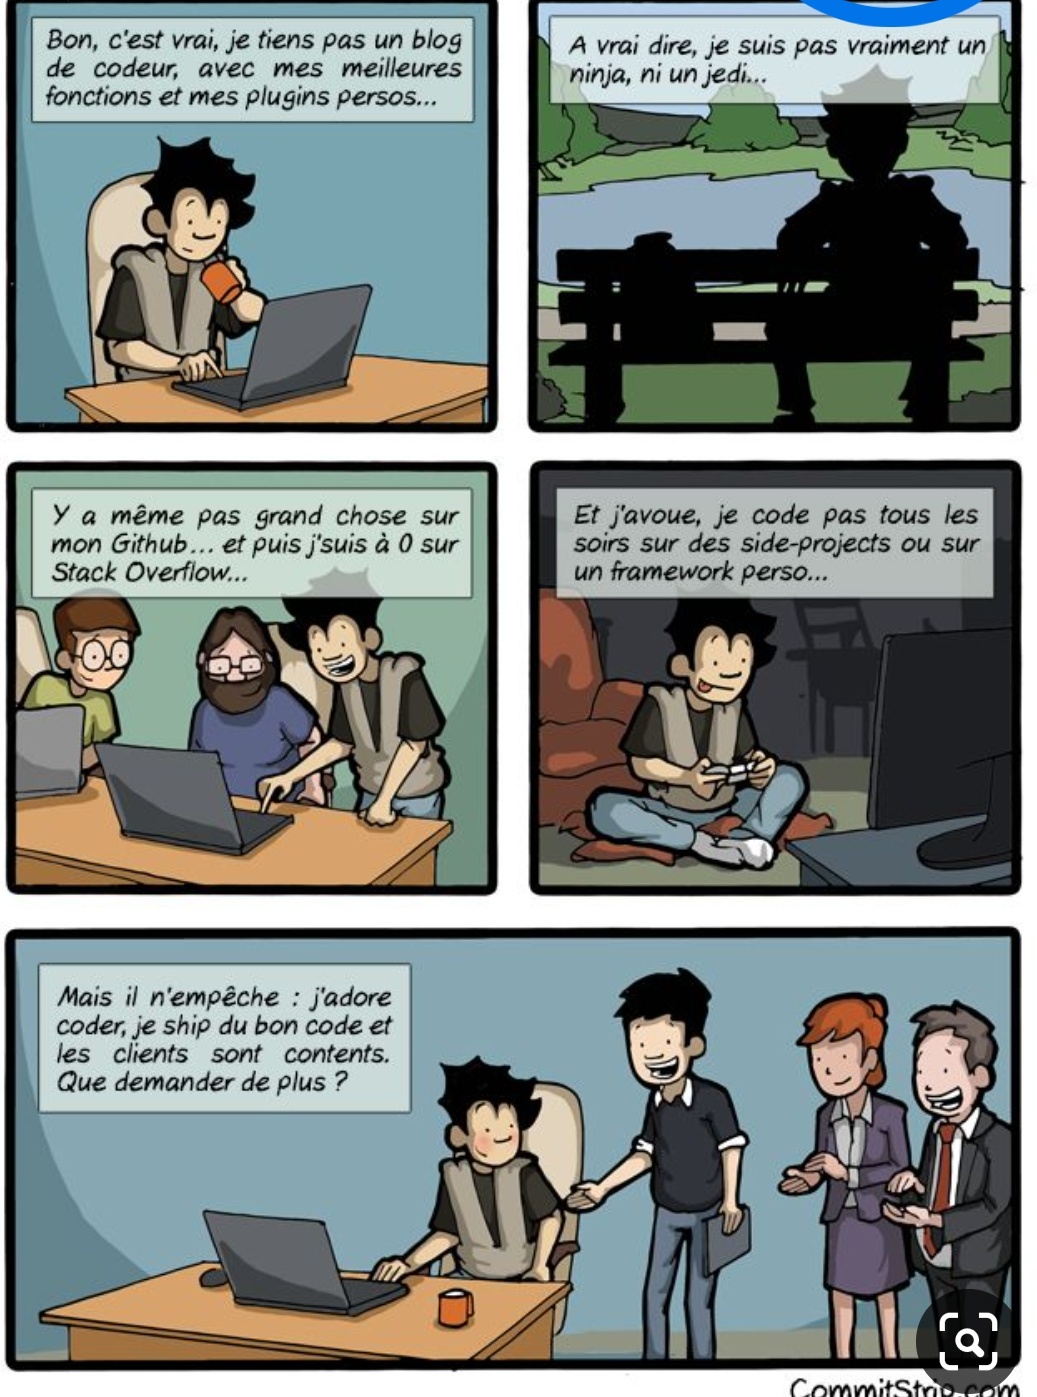 Bon, c'est vrai, je tiens pas un blog
de codeur, avec mes meilleures
fonctions et mes plugins persos...
A vrai dire, je suis pas vraiment un
ninja, ni un jedi...
Y a même pas grand chose sur
mon Github... et puis j'suis à 0 sur
Stack Overflow...
Et j'avoue, je code pas tous les
soirs sur des side-projects ou sur
un framework perso...
Mais il n'empêche : j'adore
coder, je ship du bon code et
les clients sont contents.
Que demander de plus ?
CommitStrip.com